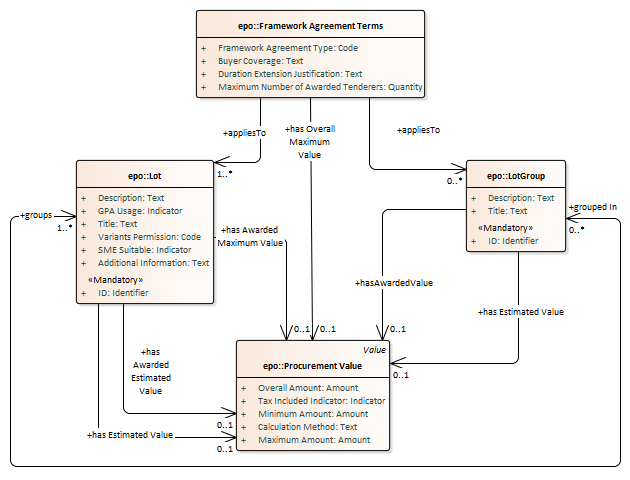 epo::Framework Agreement Terms
+ Framework Agreement Type: Code
+ Buyer Coverage: Text
+ Duration Extension Justification: Text
+ Maximum Number of Awarded Tenderers: Quantity
+appliesTo
+has Overall
Maximum
Value
+appliesTo
1..*
0..*
epo::Lot
+ Description: Text
+ GPA Usage: Indicator
+ Title: Text
+ Variants Permission: Code
+ SME Suitable: Indicator
+ Additional Information: Text
«Mandatory»
+ ID: Identifier
epo::LotGroup
+ Description: Text
+ Title: Text
«Mandatory»
+ ID: Identifier
+groups
1..*
+grouped In
0..*
+has Awarded
Maximum Value
+hasAwardedValue
+has Estimated Value
0..1
0..1
0..1
+has
Awarded
Estimated
Value
0..1
+has Estimated Value
0..1
0..1
Value
epo::Procurement Value
+ Overall Amount: Amount
+ Tax Included Indicator: Indicator
+ Minimum Amount: Amount
+ Calculation Method: Text
+ Maximum Amount: Amount